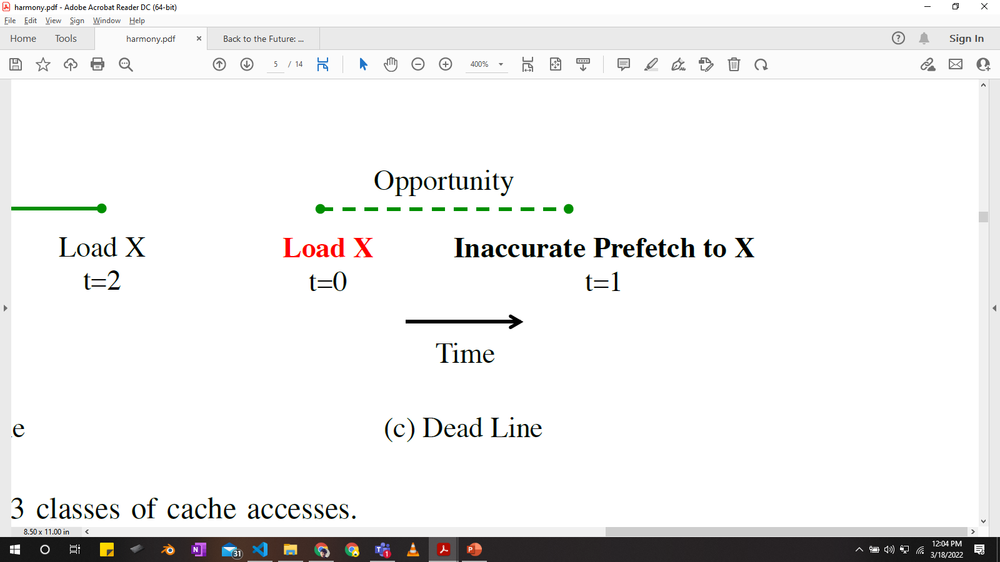 harmony.pdf - Adobe Acrobat Reader DC (64-bit)
File Edit View Sign Window Help
Home Tools harmony.pdf × Back to the Future: ... Sign In
5 / 14 400%
Opportunity
Load X Load X Inaccurate Prefetch to X
t=2 t=0 t=1
Time
e (c) Dead Line
3 classes of cache accesses.
8.50 x 11.00 in
31
1
12:04 PM
3/18/2022